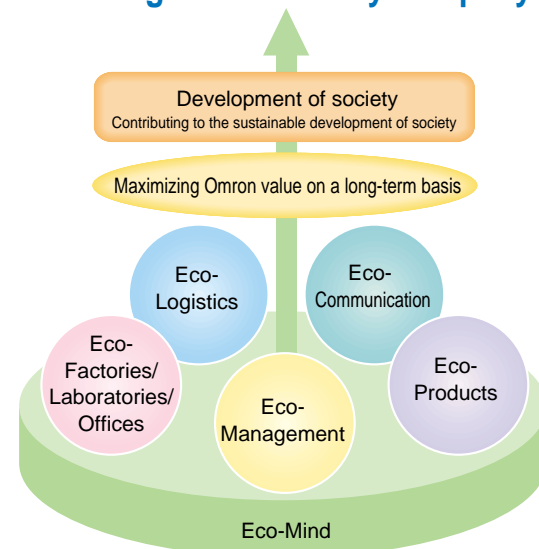 Development of society
Contributing to the sustainable development of society
Maximizing Omron value on a long-term basis
Eco-
Logistics
Eco-
Communication
Eco-
Factories/
Laboratories/
Offices
Eco-
Management
Eco-
Products
Eco-Mind